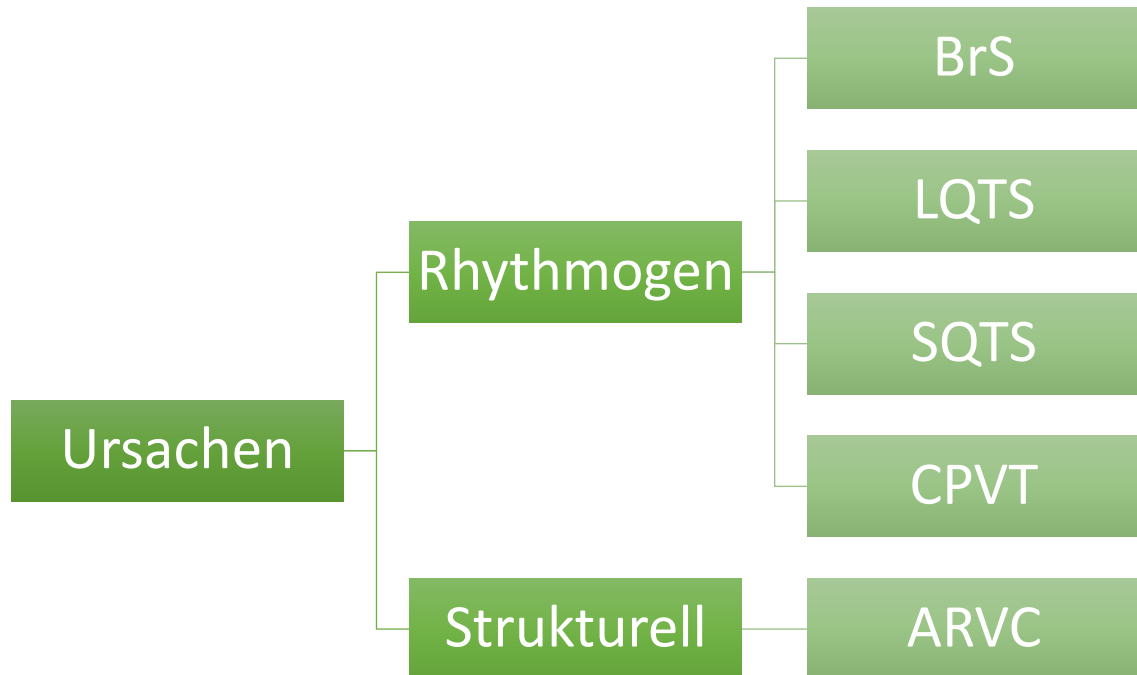 Ursachen
Rhythmogen
BrS
LQTS
SQTS
CPVT
Strukturell
ARVC